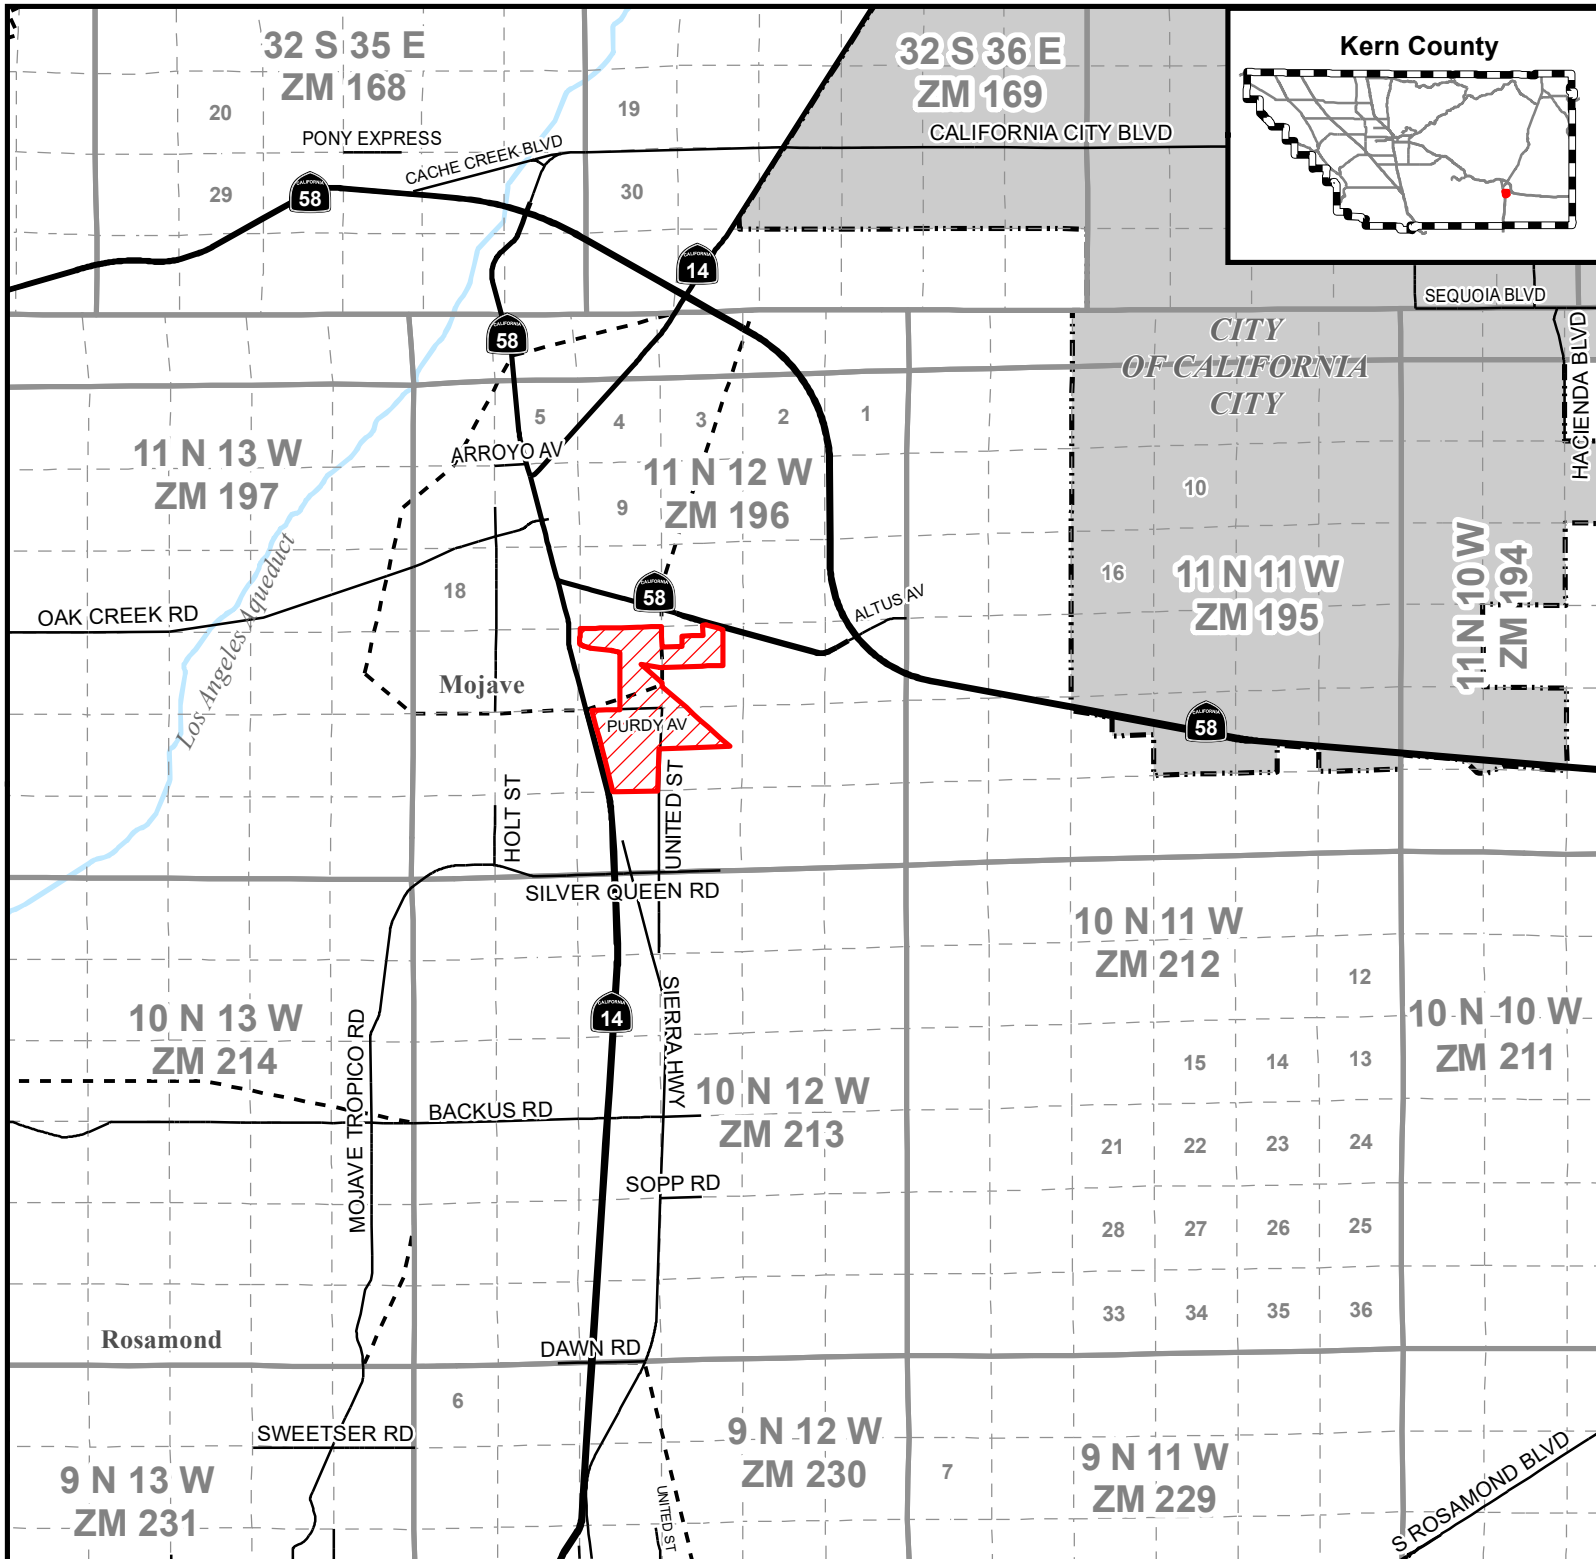 32 S 35 E
ZM 168
32 S 36 E
ZM 169
Kern County
20
19
PONY EXPRESS
CACHE CREEK BLVD
CALIFORNIA CITY BLVD
29
CALIFORNIA
58
30
CALIFORNIA
14
SEQUOIA BLVD
CALIFORNIA
58
CITY
OF CALIFORNIA
CITY
HACIENDA BLVD
5
4
3
2
1
ARROYO AV
11 N 13 W
ZM 197
11 N 12 W
ZM 196
9
10
Los Angeles Aqueduct
18
16
11 N 11 W
ZM 195
11 N 10 W
ZM 194
OAK CREEK RD
CALIFORNIA
58
ALTUS AV
Mojave
PURDY AV
CALIFORNIA
58
HOLT ST
UNITED ST
SILVER QUEEN RD
10 N 11 W
ZM 212
12
10 N 13 W
ZM 214
MOJAVE TROPICO RD
CALIFORNIA
14
SIERRA HWY
10 N 10 W
ZM 211
15
14
13
BACKUS RD
10 N 12 W
ZM 213
21
22
23
24
SOPP RD
28
27
26
25
33
34
35
36
Rosamond
DAWN RD
6
SWEETSER RD
9 N 12 W
ZM 230
7
9 N 11 W
ZM 229
9 N 13 W
ZM 231
UNITED ST
S ROSAMOND BLVD